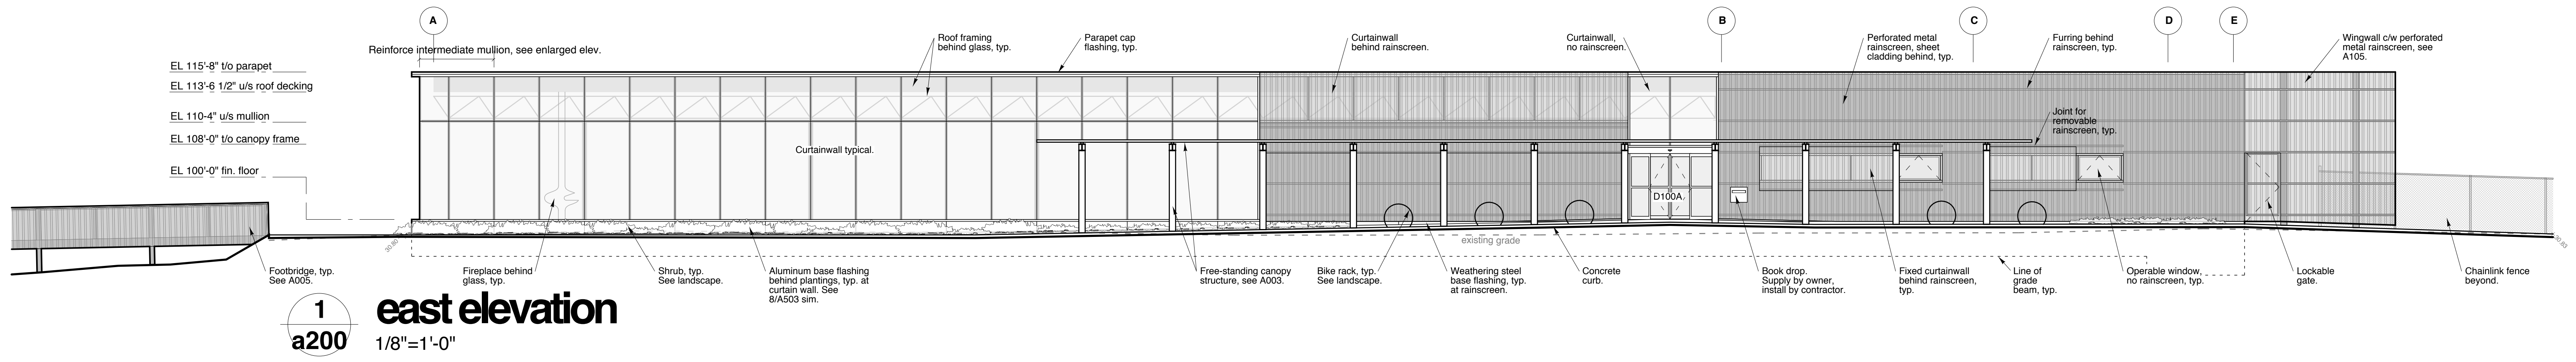 A
B
C
D
E
Reinforce intermediate mullion, see enlarged elev.
Roof framing
behind glass, typ.
Parapet cap
flashing, typ.
Curtainwall
behind rainscreen.
Curtainwall,
no rainscreen.
Perforated metal
rainscreen, sheet
cladding behind, typ.
Furring behind
rainscreen, typ.
Wingwall c/w perforated
metal rainscreen, see
A105.
EL 115'-8" t/o parapet
EL 113'-6 1/2" u/s roof decking
EL 110-4" u/s mullion
EL 108'-0" t/o canopy frame
EL 100'-0" fin. floor
Joint for
removable
rainscreen, typ.
Curtainwall typical.
D100A
30.80
existing grade
30.83
Footbridge, typ.
See A005.
Fireplace behind
glass, typ.
Shrub, typ.
See landscape.
Aluminum base flashing
behind plantings, typ. at
curtain wall. See
8/A503 sim.
Free-standing canopy
structure, see A003.
Bike rack, typ.
See landscape.
Weathering steel
base flashing, typ.
at rainscreen.
Concrete
curb.
Book drop.
Supply by owner,
install by contractor.
Fixed curtainwall
behind rainscreen,
typ.
Line of
grade
beam, typ.
Operable window,
no rainscreen, typ.
Lockable
gate.
Chainlink fence
beyond.
1
a200
east elevation
1/8"=1'-0"